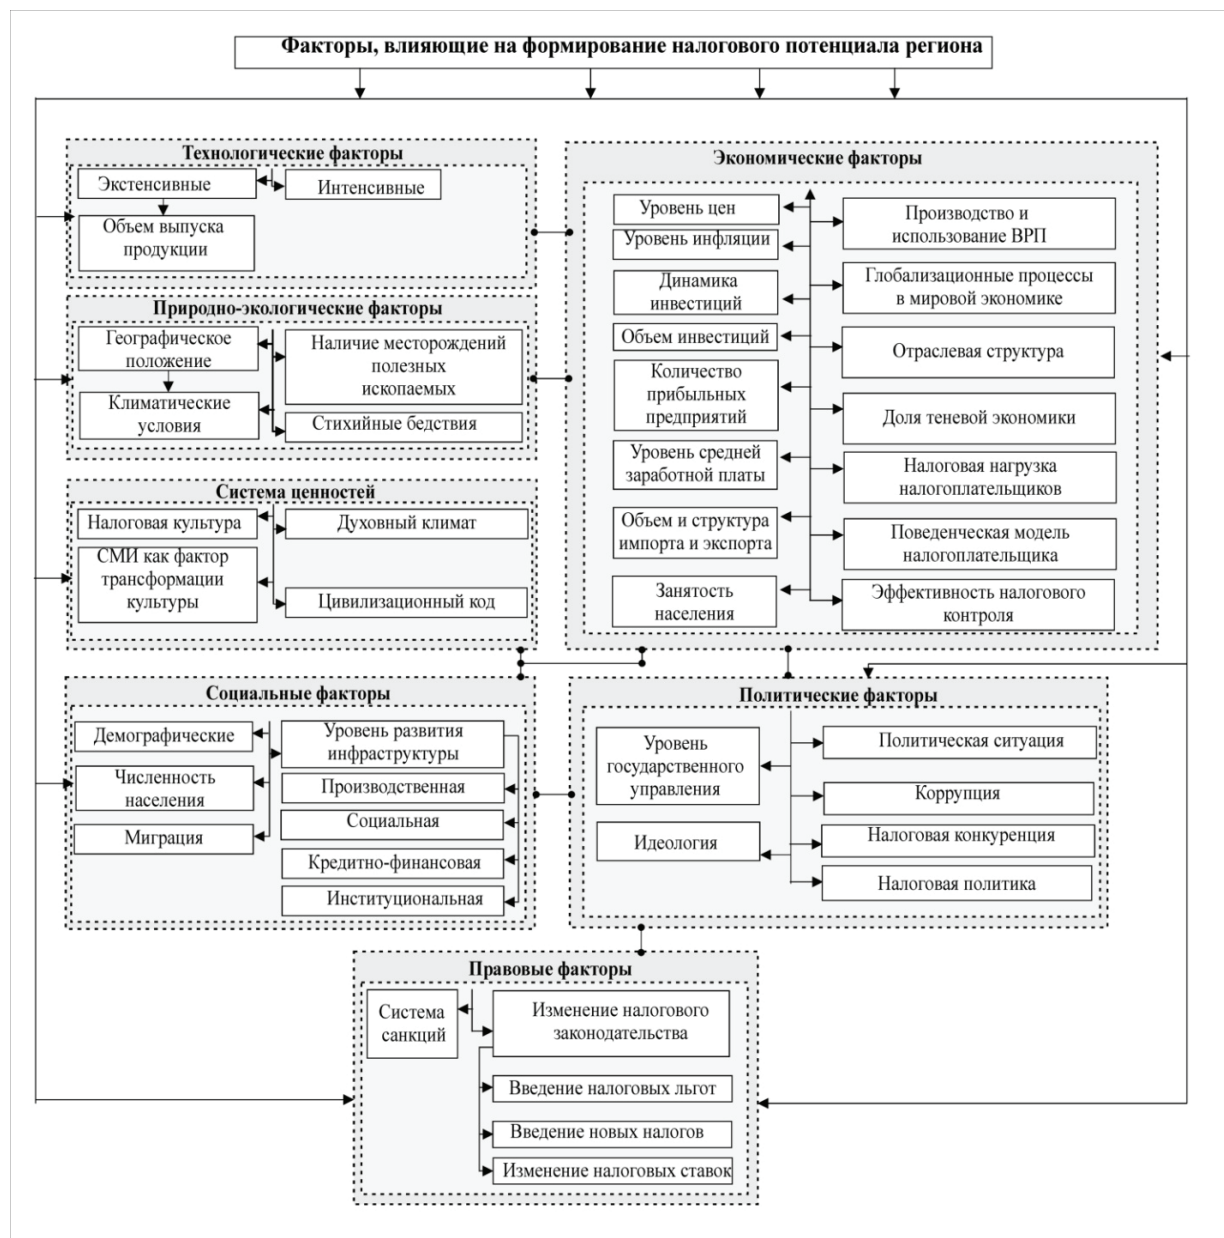 Факторы, влияющие на формирование налогового потенциала региона
Технологические факторы
Экстенсивные
Интенсивные
Объем выпуска
продукции
Природно-экологические факторы
Географическое
положение
Наличие месторождений
полезных
ископаемых
Климатические
условия
Стихийные бедствия
Система ценностей
Налоговая культура
Духовный климат
СМИ как фактор
трансформации
культуры
Цивилизационный код
Экономические факторы
Уровень цен
Уровень инфляции
Динамика
инвестиций
Объем инвестиций
Количество
прибыльных
предприятий
Уровень средней
заработной платы
Объем и структура
импорта и экспорта
Занятость
населения
Производство и
использование ВРП
Глобализационные процессы
в мировой экономике
Отраслевая структура
Доля теневой экономики
Налоговая нагрузка
налогоплательщиков
Поведенческая модель
налогоплательщика
Эффективность налогового
контроля
Социальные факторы
Демографические
Численность
населения
Миграция
Уровень развития
инфраструктуры
Производственная
Социальная
Кредитно-финансовая
Институциональная
Политические факторы
Уровень
государственного
управления
Идеология
Политическая ситуация
Коррупция
Налоговая конкуренция
Налоговая политика
Правовые факторы
Система
санкций
Изменение налогового
законодательства
Введение налоговых льгот
Введение новых налогов
Изменение налоговых ставок